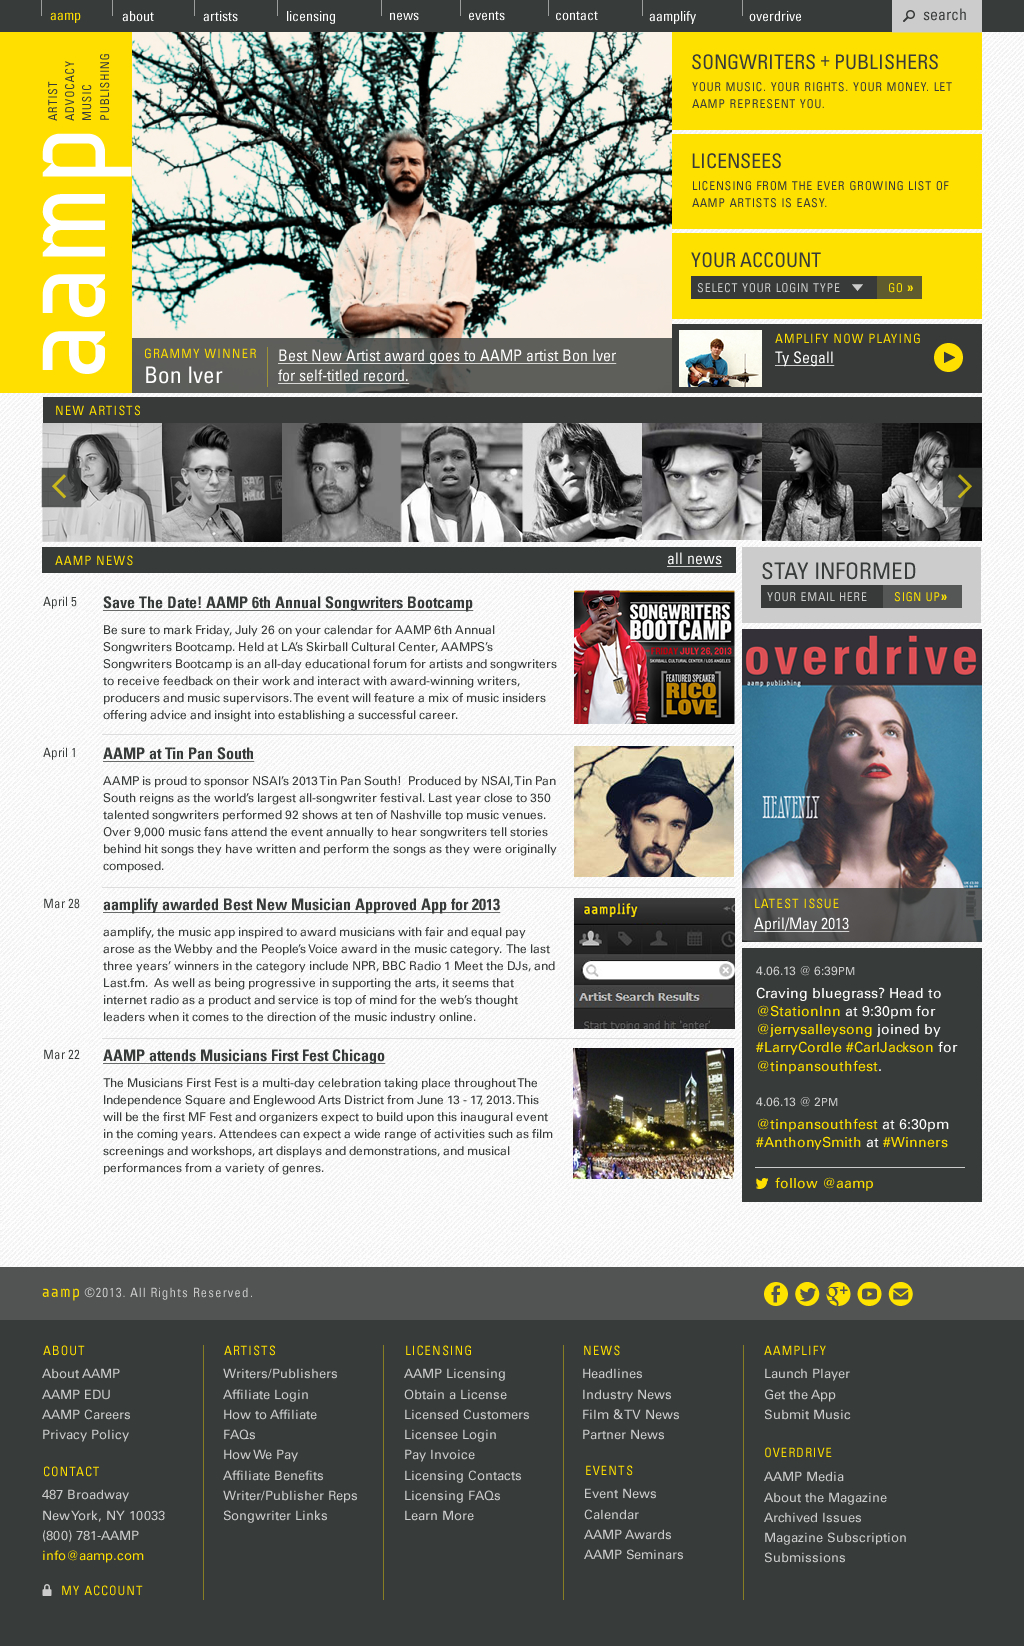 aamp
about
artists
licensing
news
events
contact
aamplify
overdrive
search
ARTIST
ADVOCACY
MUSIC
PUBLISHING
aamp
GRAMMY WINNER
Bon Iver
Best New Artist award goes to AAMP artist Bon Iver
for self-titled record.
SONGWRITERS + PUBLISHERS
YOUR MUSIC. YOUR RIGHTS. YOUR MONEY. LET
AAMP REPRESENT YOU.
LICENSEES
LICENSING FROM THE EVER GROWING LIST OF
AAMP ARTISTS IS EASY.
YOUR ACCOUNT
SELECT YOUR LOGIN TYPE
GO »
AMPLIFY NOW PLAYING
Ty Segall
NEW ARTISTS
AAMP NEWS
all news
April 5
Save The Date! AAMP 6th Annual Songwriters Bootcamp
Be sure to mark Friday, July 26 on your calendar for AAMP 6th Annual
Songwriters Bootcamp. Held at LA's Skirball Cultural Center, AAMPS's
Songwriters Bootcamp is an all-day educational forum for artists and songwriters
to receive feedback on their work and interact with award-winning writers,
producers and music supervisors. The event will feature a mix of music insiders
offering advice and insight into establishing a successful career.
SONGWRITERS
BOOTCAMP
FRIDAY JULY 26, 2013
SKIRBALL CULTURAL CENTER / LOS ANGELES
FEATURED SPEAKER
RICO
LOVE
April 1
AAMP at Tin Pan South
AAMP is proud to sponsor NSAI's 2013 Tin Pan South! Produced by NSAI, Tin Pan
South reigns as the world's largest all-songwriter festival. Last year close to 350
talented songwriters performed 92 shows at ten of Nashville top music venues.
Over 9,000 music fans attend the event annually to hear songwriters tell stories
behind hit songs they have written and perform the songs as they were originally
composed.
Mar 28
aamplify awarded Best New Musician Approved App for 2013
aamplify, the music app inspired to award musicians with fair and equal pay
arose as the Webby and the People's Voice award in the music category. The last
three years' winners in the category include NPR, BBC Radio 1 Meet the DJs, and
Last.fm. As well as being progressive in supporting the arts, it seems that
internet radio as a product and service is top of mind for the web's thought
leaders when it comes to the direction of the music industry online.
aamplify
Artist Search Results
Start typing and hit 'enter'
Mar 22
AAMP attends Musicians First Fest Chicago
The Musicians First Fest is a multi-day celebration taking place throughout The
Independence Square and Englewood Arts District from June 13 - 17, 2013. This
will be the first MF Fest and organizers expect to build upon this inaugural event
in the coming years. Attendees can expect a wide range of activities such as film
screenings and workshops, art displays and demonstrations, and musical
performances from a variety of genres.
STAY INFORMED
YOUR EMAIL HERE
SIGN UP»
overdrive
aamp publishing
HEAVENLY
LATEST ISSUE
April/May 2013
4.06.13 @ 6:39PM
Craving bluegrass? Head to
@StationInn at 9:30pm for
@jerrysalleysong joined by
#LarryCordle #CarlJackson for
@tinpansouthfest.
4.06.13 @ 2PM
@tinpansouthfest at 6:30pm
#AnthonySmith at #Winners
follow @aamp
aamp ©2013. All Rights Reserved.
ABOUT
About AAMP
AAMP EDU
AAMP Careers
Privacy Policy
CONTACT
487 Broadway
New York, NY 10033
(800) 781-AAMP
info@aamp.com
MY ACCOUNT
ARTISTS
Writers/Publishers
Affiliate Login
How to Affiliate
FAQs
How We Pay
Affiliate Benefits
Writer/Publisher Reps
Songwriter Links
LICENSING
AAMP Licensing
Obtain a License
Licensed Customers
Licensee Login
Pay Invoice
Licensing Contacts
Licensing FAQs
Learn More
NEWS
Headlines
Industry News
Film & TV News
Partner News
EVENTS
Event News
Calendar
AAMP Awards
AAMP Seminars
AAMPLIFY
Launch Player
Get the App
Submit Music
OVERDRIVE
AAMP Media
About the Magazine
Archived Issues
Magazine Subscription
Submissions